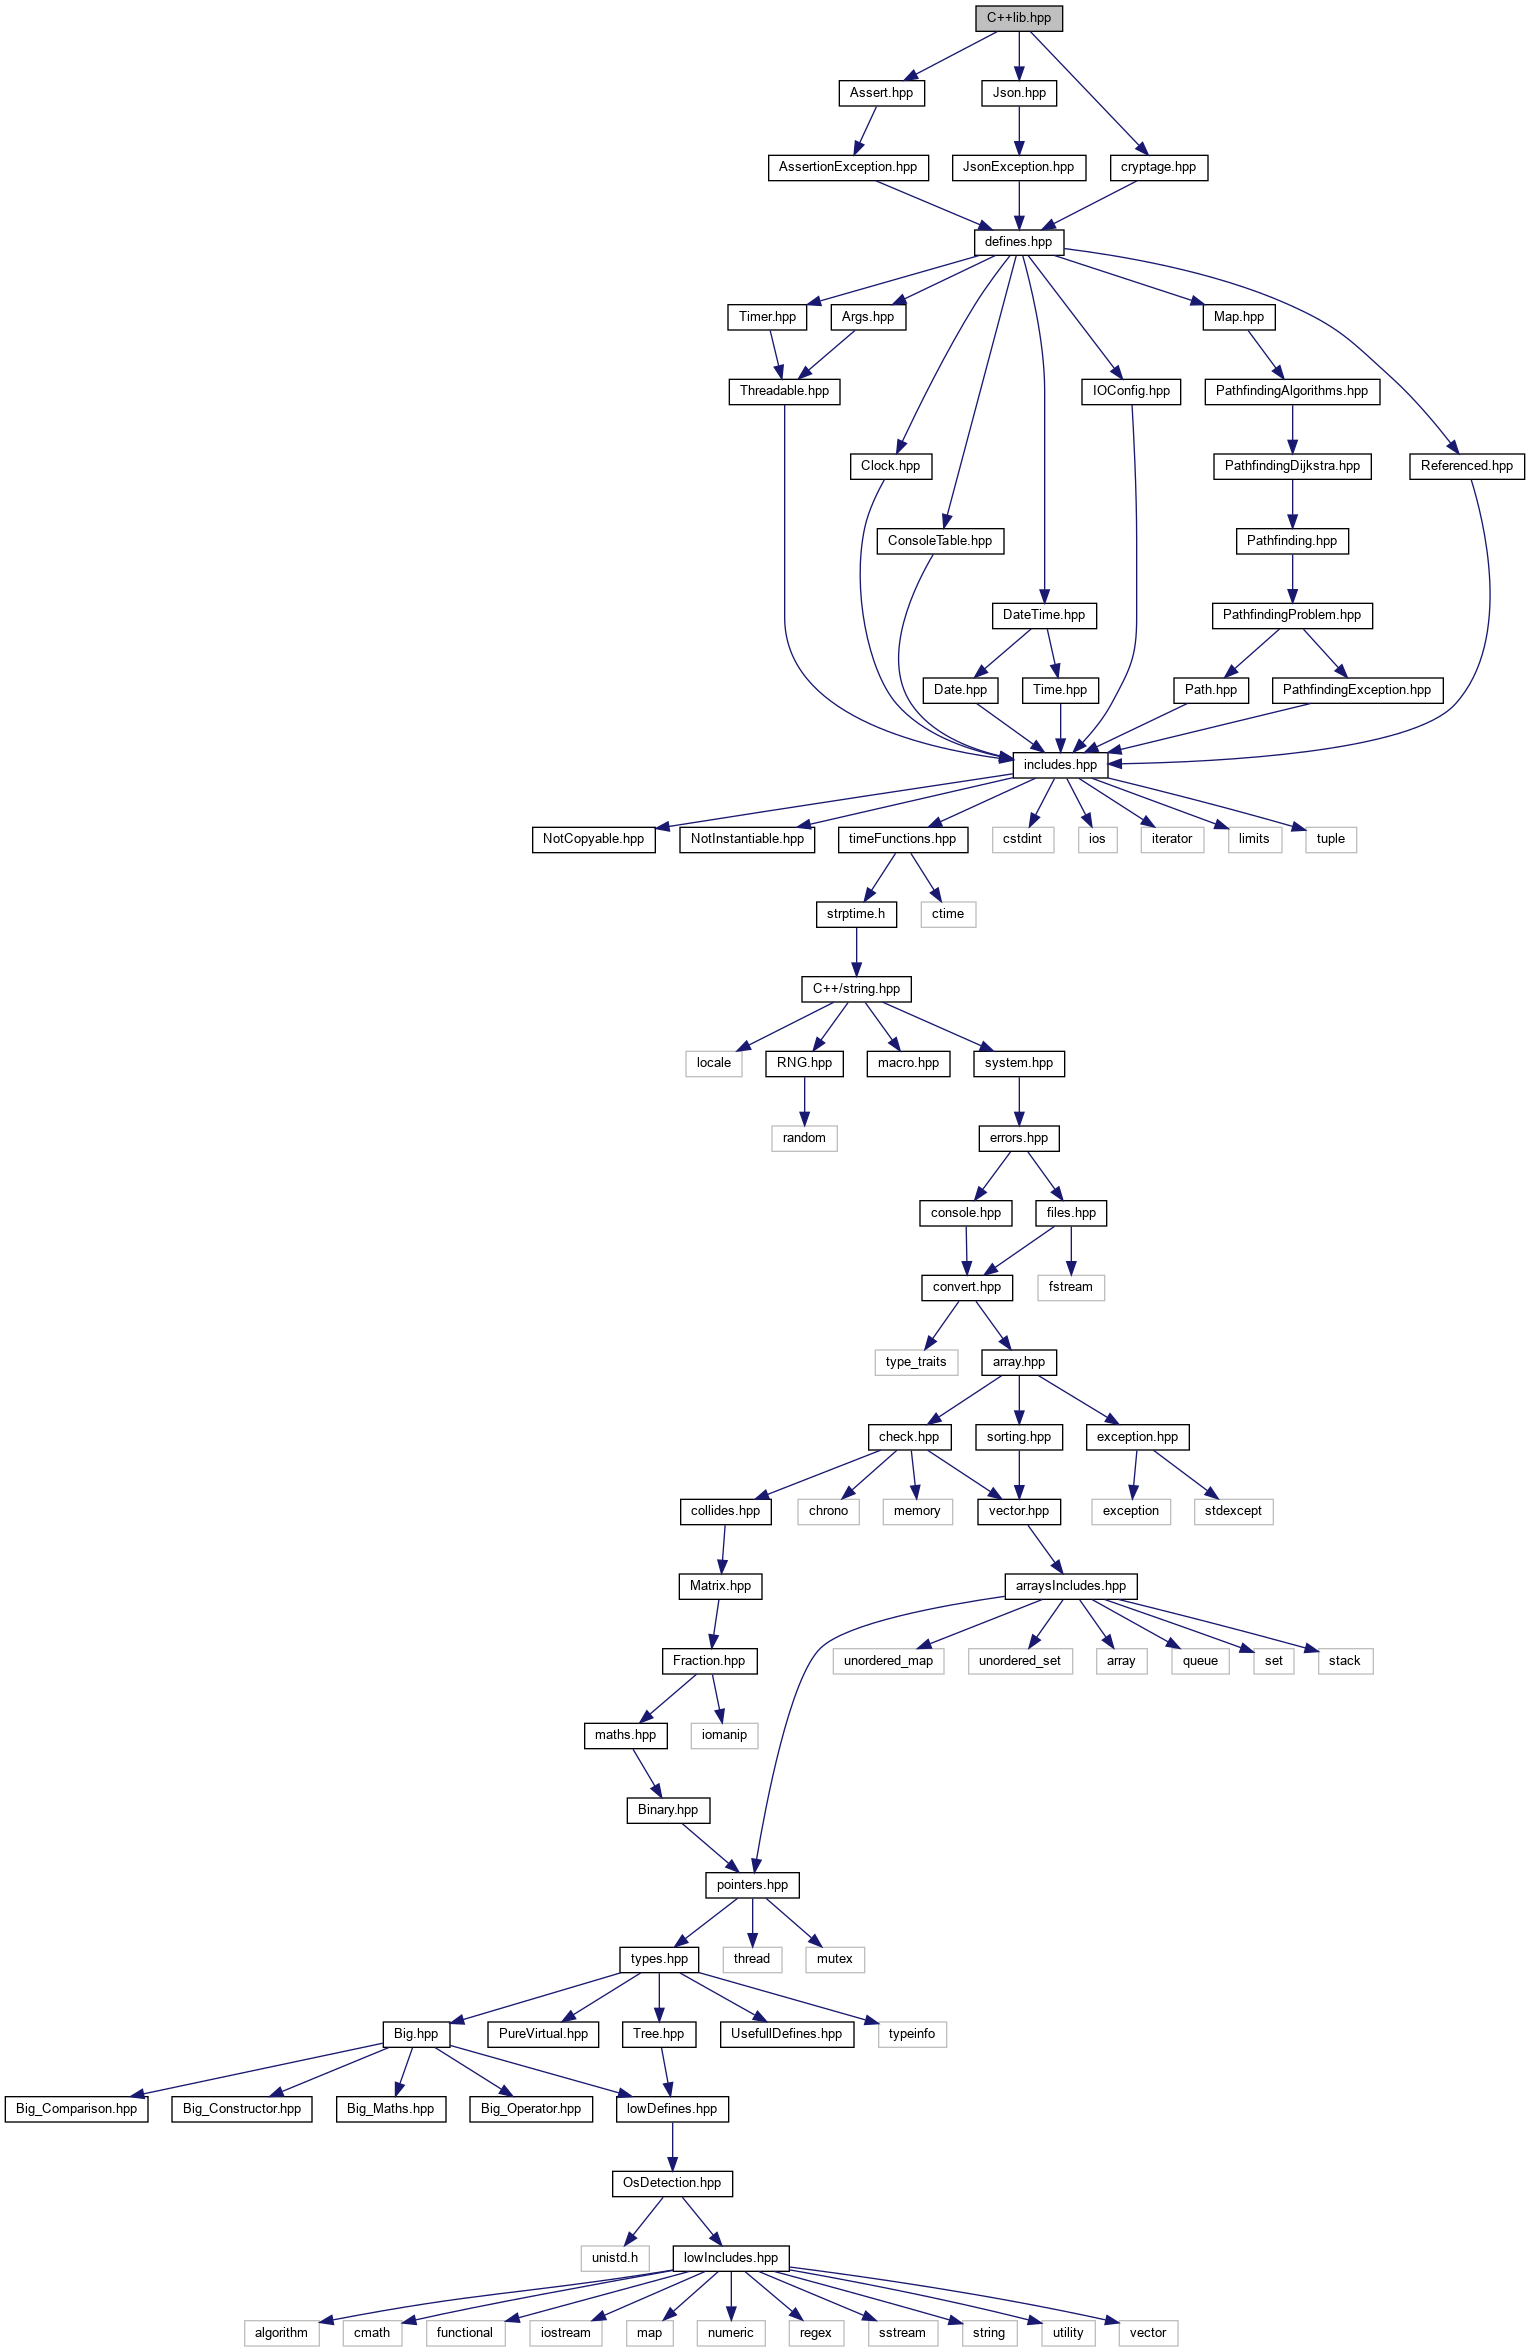 C++lib.hpp
Assert.hpp
Json.hpp
AssertionException.hpp
JsonException.hpp
cryptage.hpp
defines.hpp
Timer.hpp
Args.hpp
Map.hpp
Threadable.hpp
IOConfig.hpp
PathfindingAlgorithms.hpp
Clock.hpp
PathfindingDijkstra.hpp
Referenced.hpp
ConsoleTable.hpp
Pathfinding.hpp
DateTime.hpp
PathfindingProblem.hpp
Date.hpp
Time.hpp
Path.hpp
PathfindingException.hpp
includes.hpp
NotCopyable.hpp
NotInstantiable.hpp
timeFunctions.hpp
cstdint
ios
iterator
limits
tuple
strptime.h
ctime
C++/string.hpp
locale
RNG.hpp
macro.hpp
system.hpp
random
errors.hpp
console.hpp
files.hpp
convert.hpp
fstream
type_traits
array.hpp
check.hpp
sorting.hpp
exception.hpp
collides.hpp
chrono
memory
vector.hpp
exception
stdexcept
Matrix.hpp
arraysIncludes.hpp
Fraction.hpp
unordered_map
unordered_set
array
queue
set
stack
maths.hpp
iomanip
Binary.hpp
pointers.hpp
types.hpp
thread
mutex
Big.hpp
PureVirtual.hpp
Tree.hpp
UsefullDefines.hpp
typeinfo
Big_Comparison.hpp
Big_Constructor.hpp
Big_Maths.hpp
Big_Operator.hpp
lowDefines.hpp
OsDetection.hpp
unistd.h
lowIncludes.hpp
algorithm
cmath
functional
iostream
map
numeric
regex
sstream
string
utility
vector